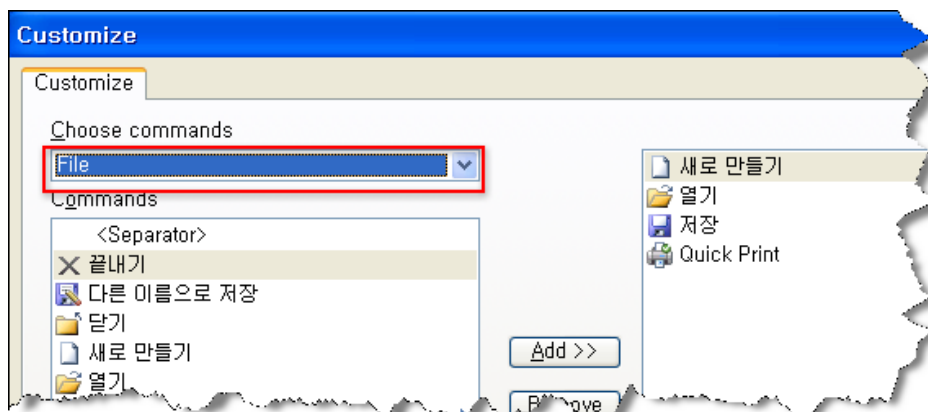 Customize
Customize
Choose commands
File
Commands
<Separator>
끝내기
다른 이름으로 저장
닫기
새로 만들기
열기
새로 만들기
열기
저장
Quick Print
Add >>
Remove